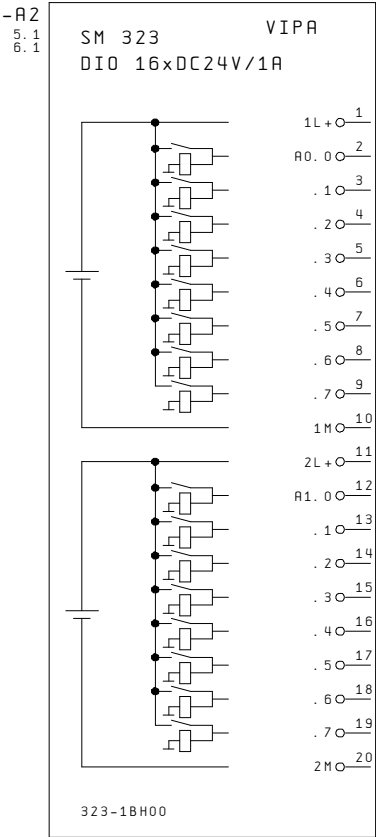 -A2
5.1
6.1
VIPA
SM 323
DIO 16xDC24V/1A
1L+ 1
A0.0 2
.1 3
.2 4
.3 5
.4 6
.5 7
.6 8
.7 9
1M 10
2L+ 11
A1.0 12
.1 13
.2 14
.3 15
.4 16
.5 17
.6 18
.7 19
2M 20
323-1BH00